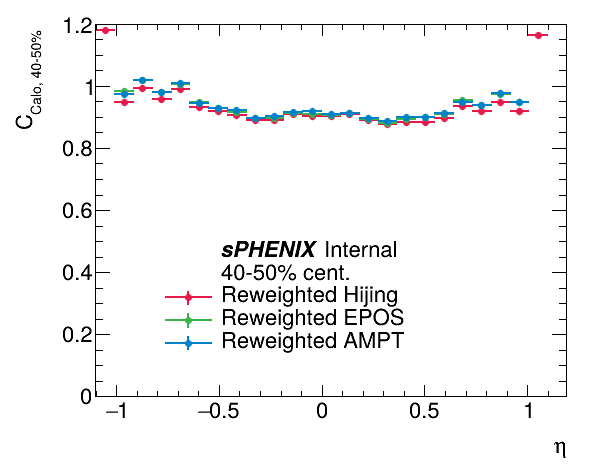 1.2
1
0.8
0.6
0.4
0.2
0
C Calo, 40-50%
sPHENIX Internal
40-50% cent.
Reweighted Hijing
Reweighted EPOS
Reweighted AMPT
−1 −0.5 0 0.5 1
η